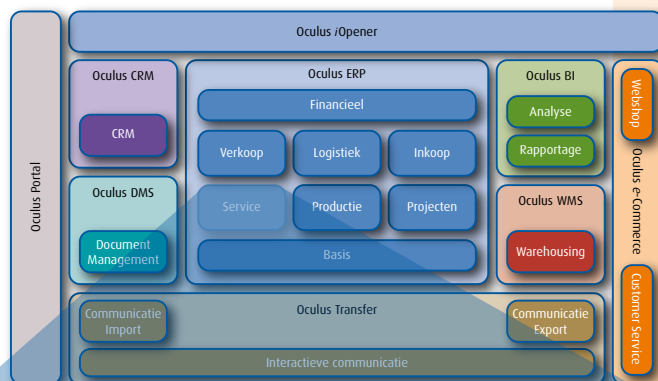 Oculus iOpener
Oculus Portal
Oculus CRM
CRM
Oculus ERP
Financieel
Verkoop
Logistiek
Inkoop
Service
Productie
Projecten
Basis
Oculus BI
Analyse
Rapportage
Oculus DMS
Document
Management
Oculus WMS
Warehousing
Webshop
Oculus e-Commerce
Customer Service
Oculus Transfer
Communicatie
Import
Communicatie
Export
Interactieve communicatie